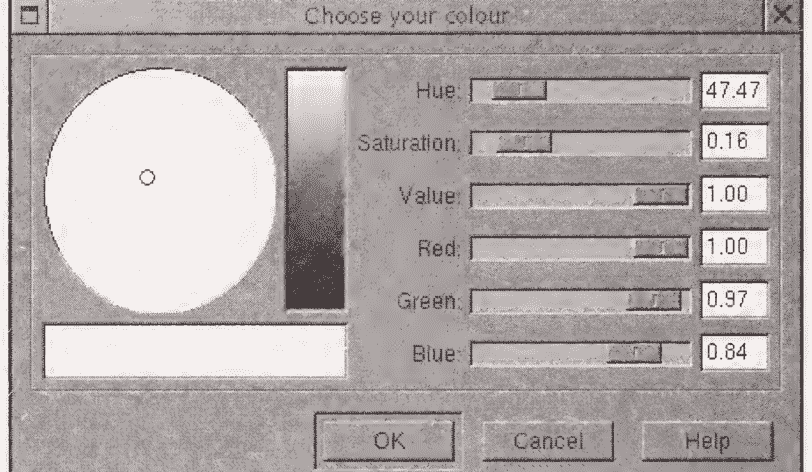 Choose your colour
Hue: 47.47
Saturation: 0.16
Value: 1.00
Red: 1.00
Green: 0.97
Blue: 0.84
OK Cancel Help